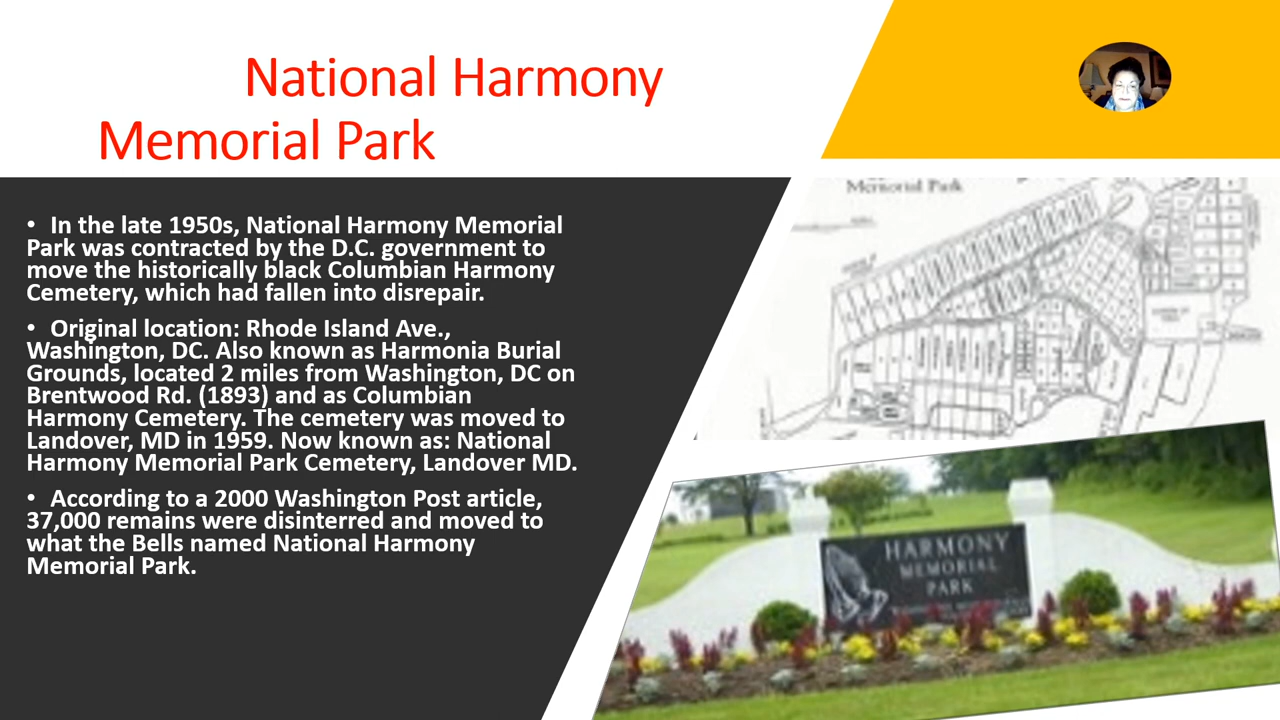 National Harmony
Memorial Park
• In the late 1950s, National Harmony Memorial
Park was contracted by the D.C. government to
move the historically black Columbian Harmony
Cemetery, which had fallen into disrepair.
• Original location: Rhode Island Ave.,
Washington, DC. Also known as Harmonia Burial
Grounds, located 2 miles from Washington, DC on
Brentwood Rd. (1893) and as Columbian
Harmony Cemetery. The cemetery was moved to
Landover, MD in 1959. Now known as: National
Harmony Memorial Park Cemetery, Landover MD.
• According to a 2000 Washington Post article,
37,000 remains were disinterred and moved to
what the Bells named National Harmony
Memorial Park.
Memorial Park
HARMONY
MEMORIAL
PARK